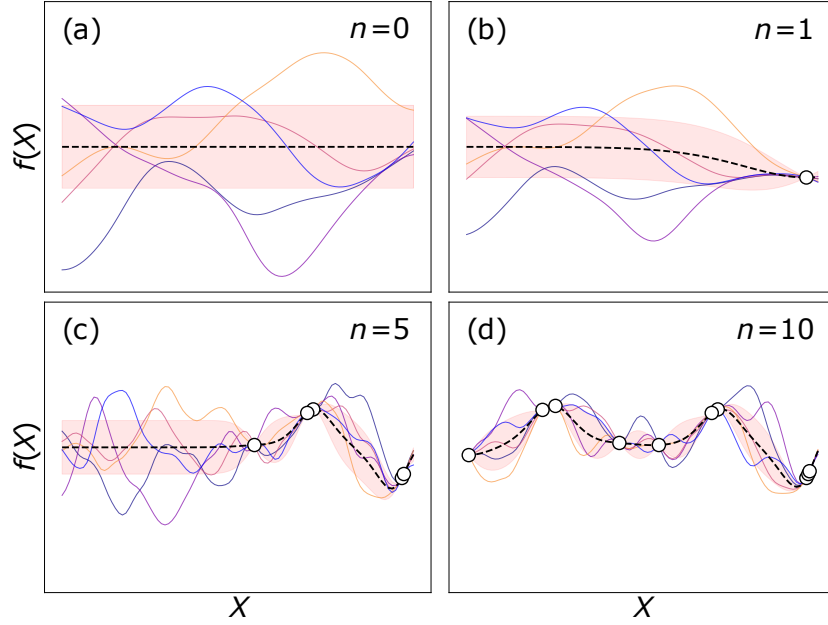 (a) n=0
(b) n=1
f(X)
(c) n=5
(d) n=10
f(X)
X
X